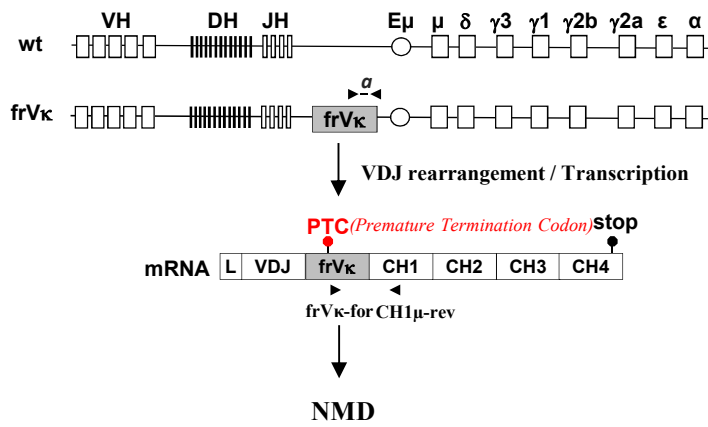 VH DH JH Eμ μ δ γ3 γ1 γ2b γ2a ε α
wt
a
frVκ frVκ
VDJ rearrangement / Transcription
PTC (Premature Termination Codon) stop
mRNA L VDJ frVκ CH1 CH2 CH3 CH4
frVκ-for CH1μ-rev
NMD